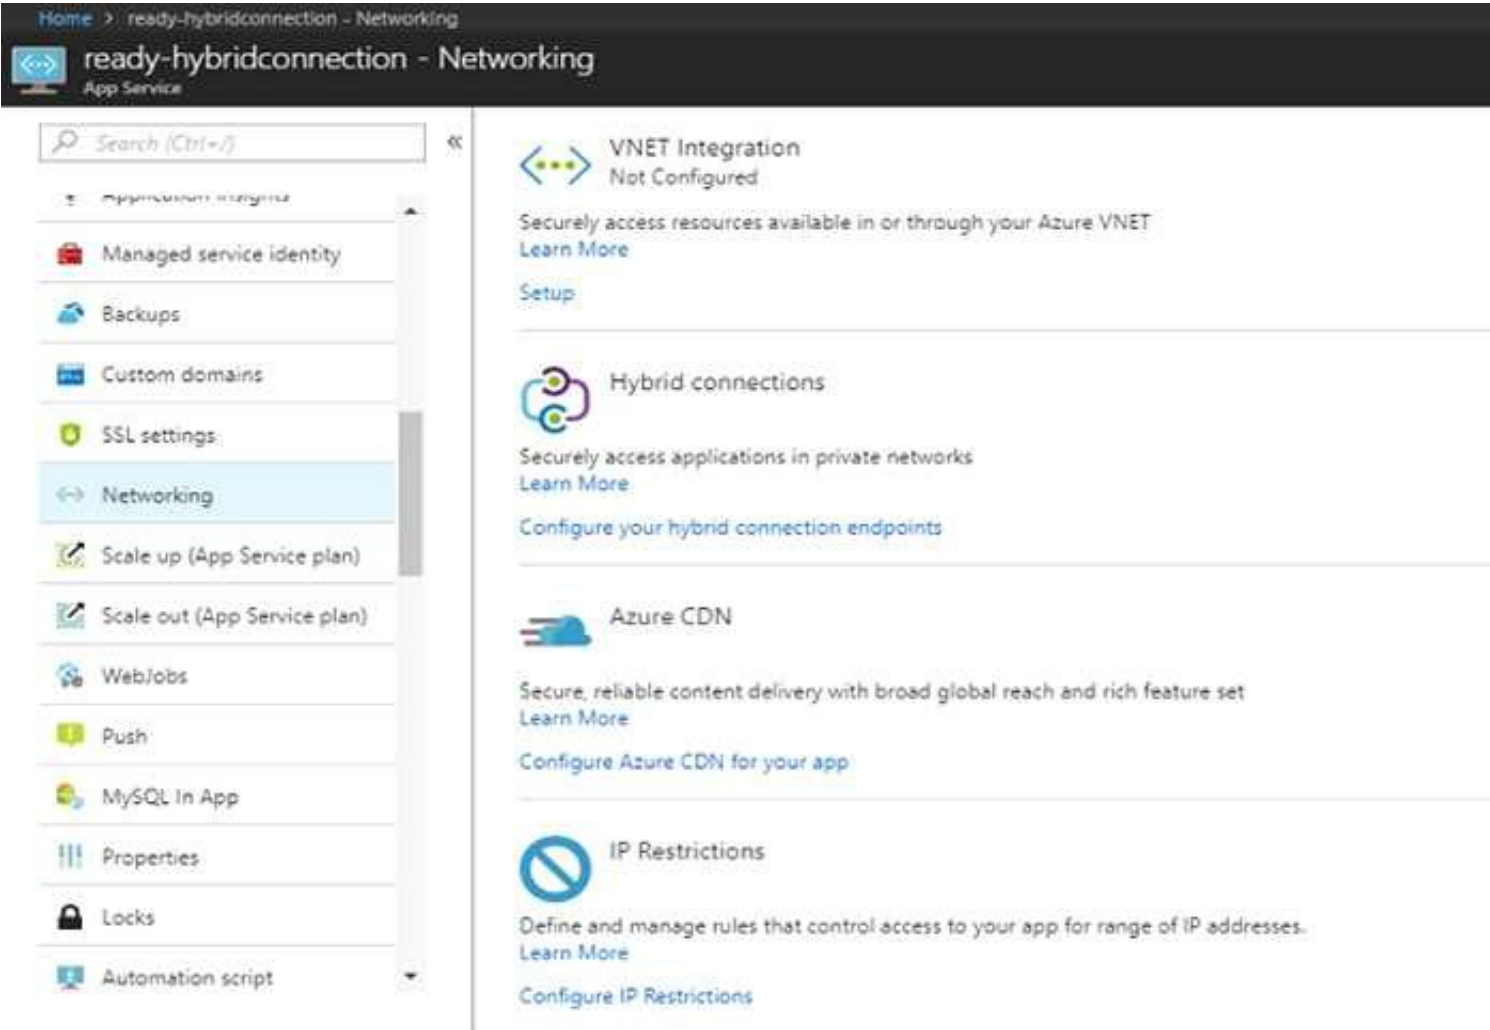 Home > ready-hybridconnection - Networking
ready-hybridconnection - Networking
App Service
Search (Ctrl+/)
«
Application Insights
Managed service identity
Backups
Custom domains
SSL settings
Networking
Scale up (App Service plan)
Scale out (App Service plan)
WebJobs
Push
MySQL In App
Properties
Locks
Automation script
VNET Integration
Not Configured
Securely access resources available in or through your Azure VNET
Learn More
Setup
Hybrid connections
Securely access applications in private networks
Learn More
Configure your hybrid connection endpoints
Azure CDN
Secure, reliable content delivery with broad global reach and rich feature set
Learn More
Configure Azure CDN for your app
IP Restrictions
Define and manage rules that control access to your app for range of IP addresses.
Learn More
Configure IP Restrictions